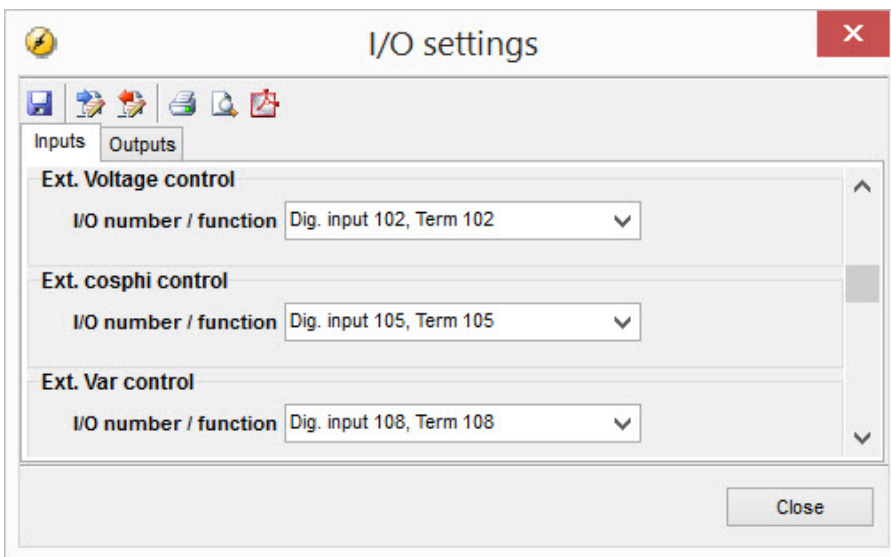 I/O settings
Inputs
Outputs
Ext. Voltage control
I/O number / function Dig. input 102, Term 102
Ext. cosphi control
I/O number / function Dig. input 105, Term 105
Ext. Var control
I/O number / function Dig. input 108, Term 108
Close